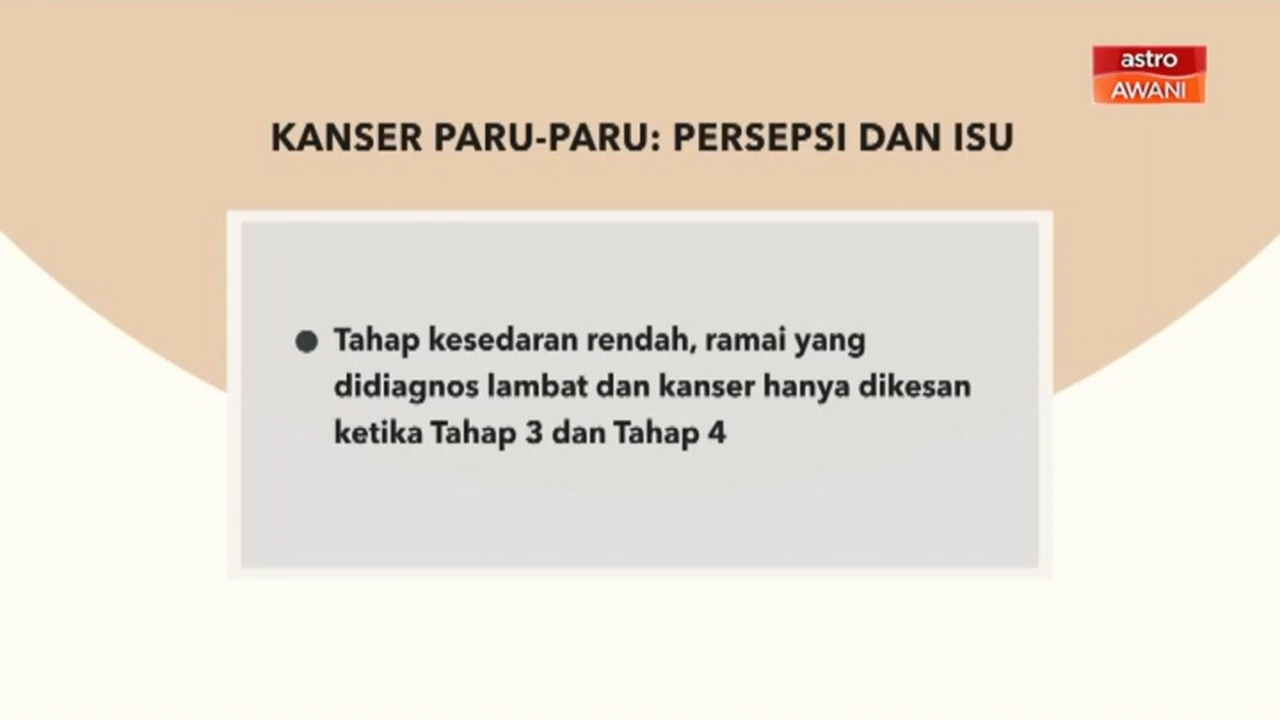 astro
AWANI
KANSER PARU-PARU: PERSEPSI DAN ISU
● Tahap kesedaran rendah, ramai yang
didiagnos lambat dan kanser hanya dikesan
ketika Tahap 3 dan Tahap 4